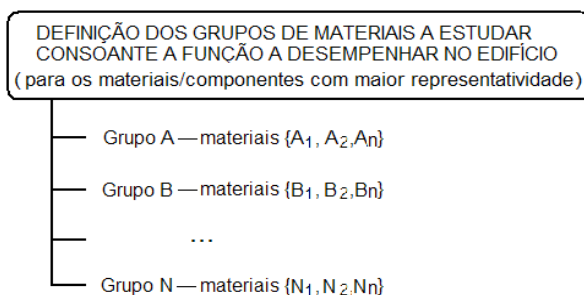 DEFINIÇÃO DOS GRUPOS DE MATERIAIS A ESTUDAR
CONSOANTE A FUNÇÃO A DESEMPENHAR NO EDIFÍCIO
( para os materiais/componentes com maior representatividade)
Grupo A — materiais {A₁, A₂,An}
Grupo B — materiais {B₁, B₂,Bn}
...
Grupo N — materiais {N₁, N₂,Nn}